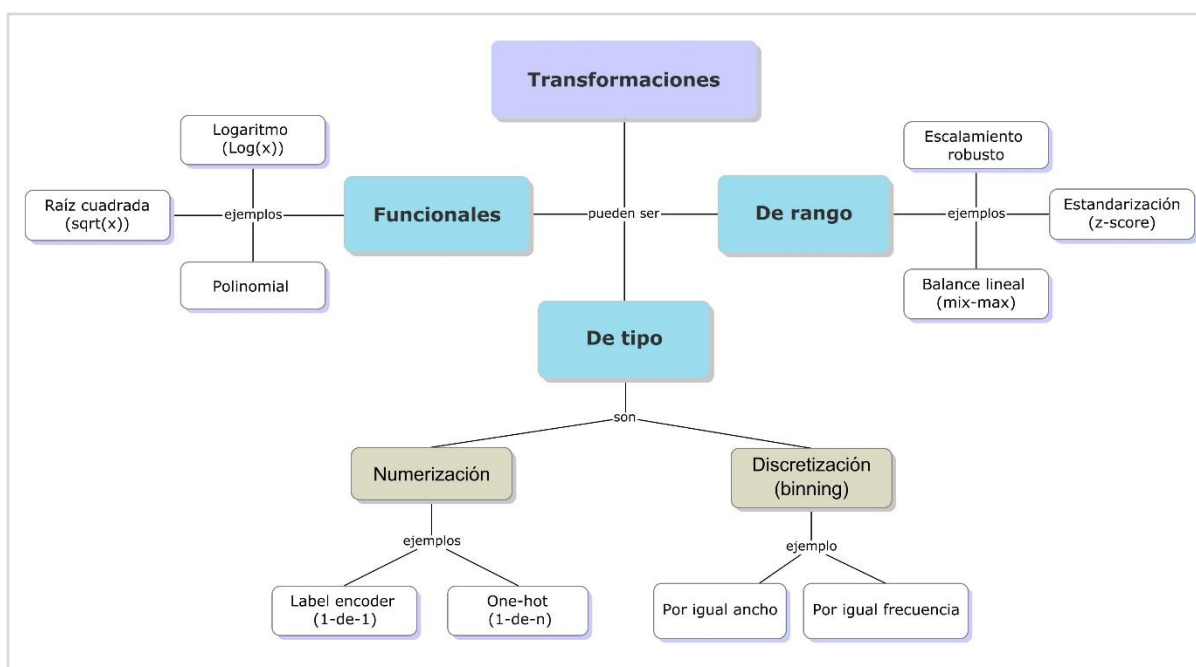 Transformaciones
Logaritmo
(Log(x))
Raíz cuadrada
(sqrt(x))
ejemplos
Polinomial
Funcionales
pueden ser
De rango
Escalamiento
robusto
ejemplos
Estandarización
(z-score)
Balance lineal
(mix-max)
De tipo
son
Numerización
Discretización
(binning)
ejemplos
ejemplo
Label encoder
(1-de-1)
One-hot
(1-de-n)
Por igual ancho
Por igual frecuencia